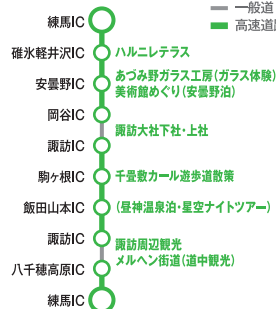 一般道
高速道
練馬IC
碓氷軽井沢IC ハルニレテラス
安曇野IC あづみ野ガラス工房(ガラス体験)
美術館めぐり(安曇野泊)
岡谷IC
諏訪大社下社・上社
諏訪IC
駒ヶ根IC 千畳敷カール遊歩道散策
飯田山本IC (昼神温泉泊・星空ナイトツアー)
諏訪IC
諏訪周辺観光
メルヘン街道(道中観光)
八千穂高原IC
練馬IC